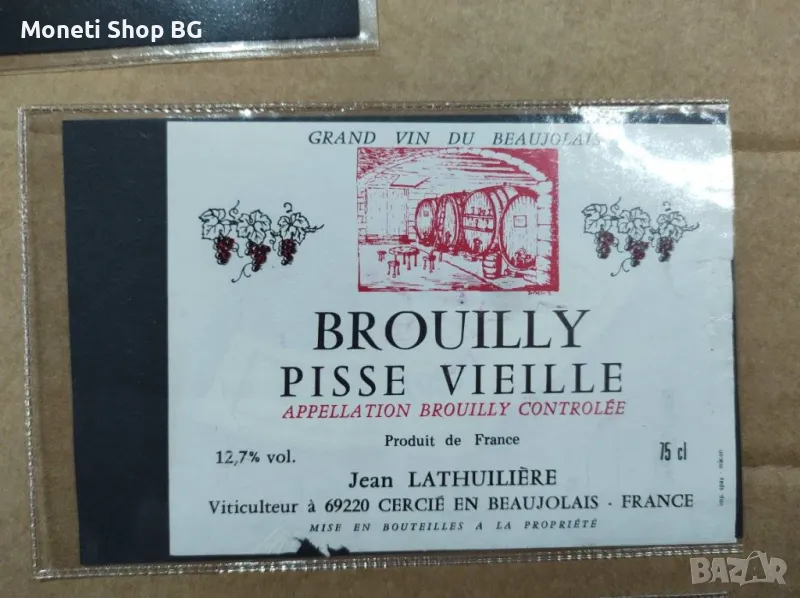 Moneti Shop BG
GRAND VIN DU BEAUJOLAIS
BROUILLY
PISSE VIEILLE
APPELLATION BROUILLY CONTROLÉE
Produit de France
12,7% vol.
75 cl
Jean LATHUILIÈRE
Viticulteur à 69220 CERCIÉ EN BEAUJOLAIS - FRANCE
MISE EN BOUTEILLES A LA PROPRIÉTÉ
BAZAR